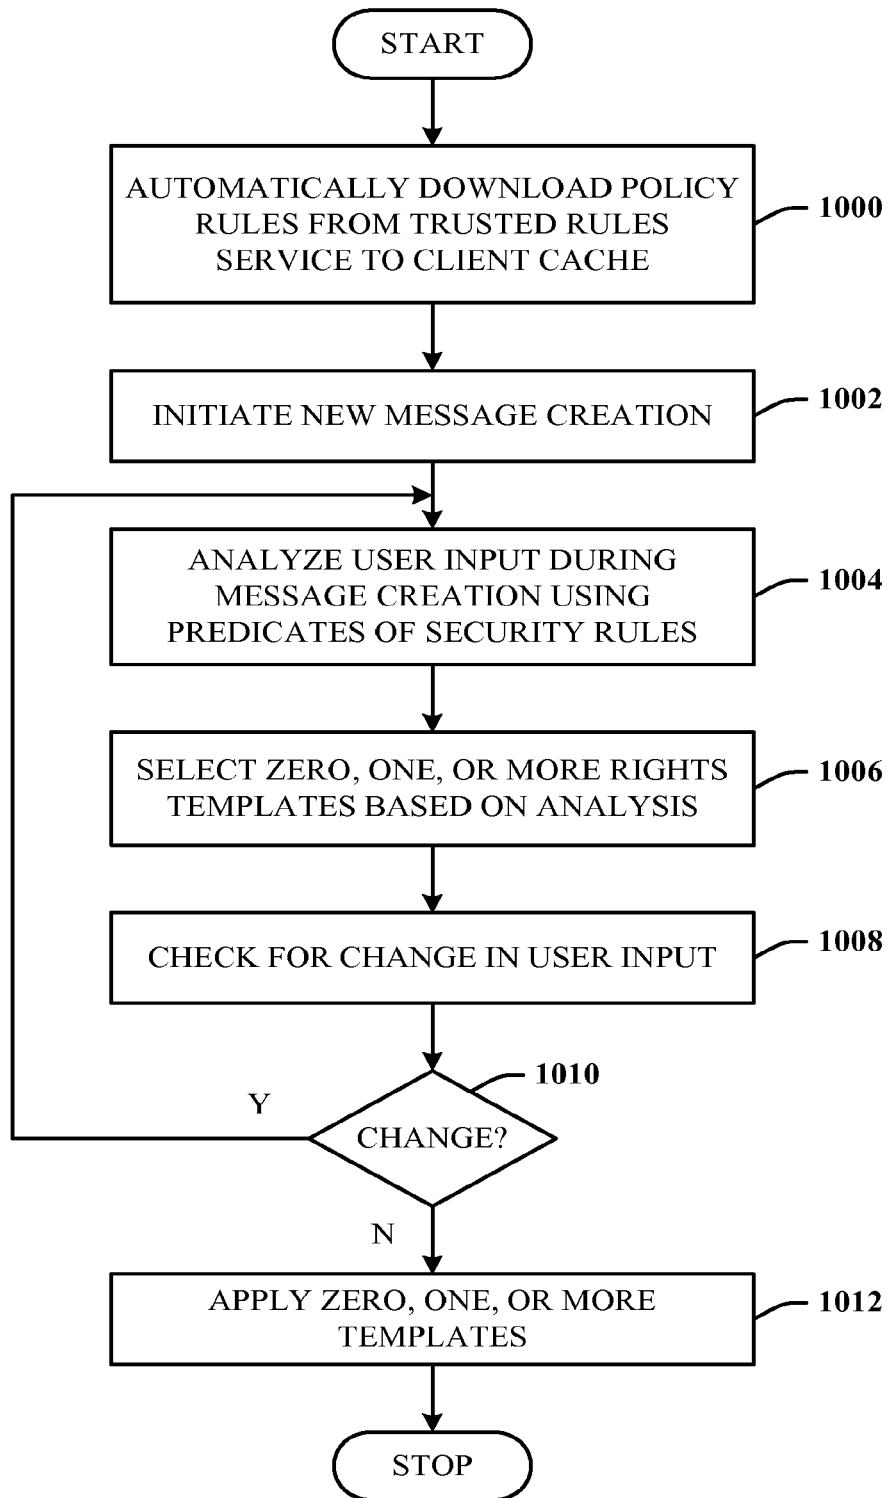 START
AUTOMATICALLY DOWNLOAD POLICY
RULES FROM TRUSTED RULES
SERVICE TO CLIENT CACHE
1000
INITIATE NEW MESSAGE CREATION
1002
ANALYZE USER INPUT DURING
MESSAGE CREATION USING
PREDICATES OF SECURITY RULES
1004
SELECT ZERO, ONE, OR MORE RIGHTS
TEMPLATES BASED ON ANALYSIS
1006
CHECK FOR CHANGE IN USER INPUT
1008
1010
Y
CHANGE?
N
APPLY ZERO, ONE, OR MORE
TEMPLATES
1012
STOP